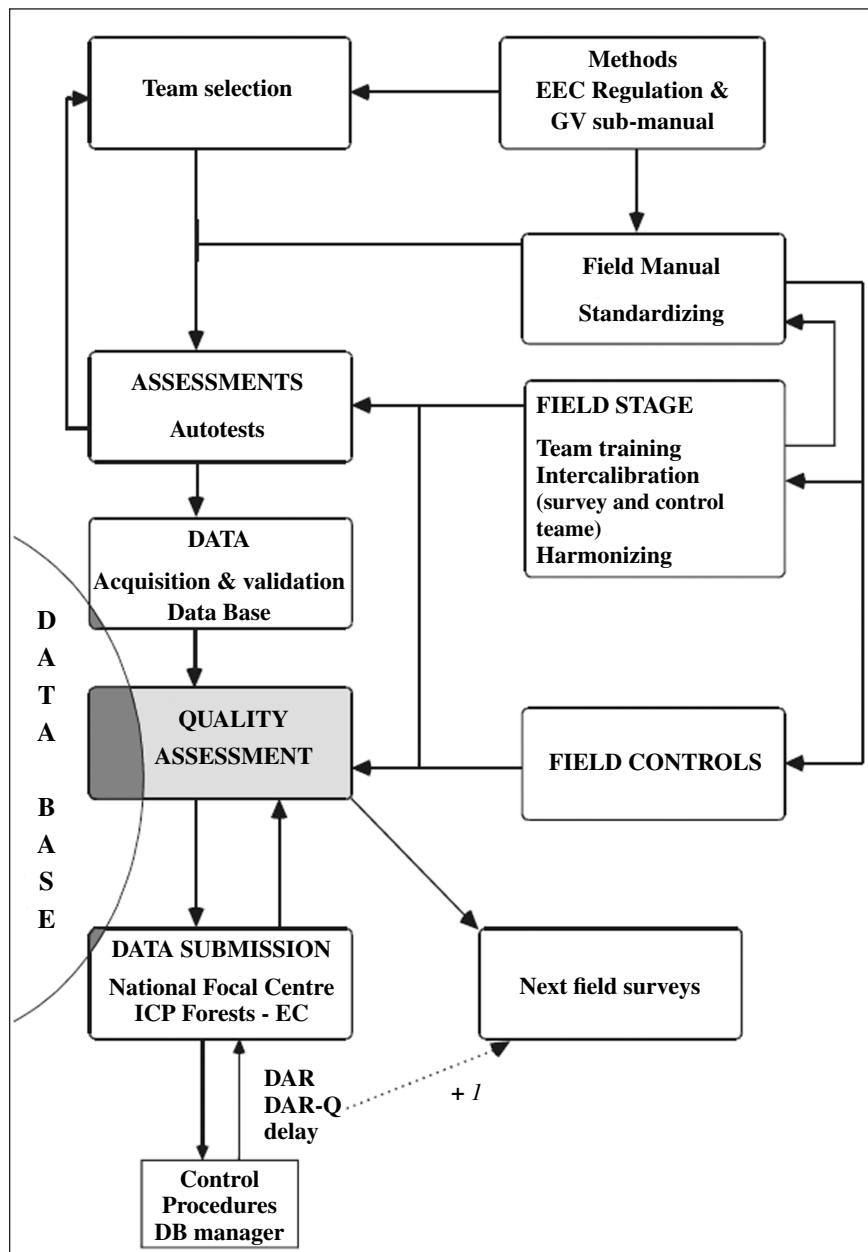 Team selection
Methods
EEC Regulation &
GV sub-manual
Field Manual
Standardizing
ASSESSMENTS
Autotests
FIELD STAGE
Team training
Intercalibration
(survey and control
teame)
Harmonizing
DATA
Acquisition & validation
Data Base
DATA BASE
QUALITY
ASSESSMENT
FIELD CONTROLS
DATA SUBMISSION
National Focal Centre
ICP Forests - EC
Next field surveys
DAR
DAR-Q
delay
+ 1
Control
Procedures
DB manager